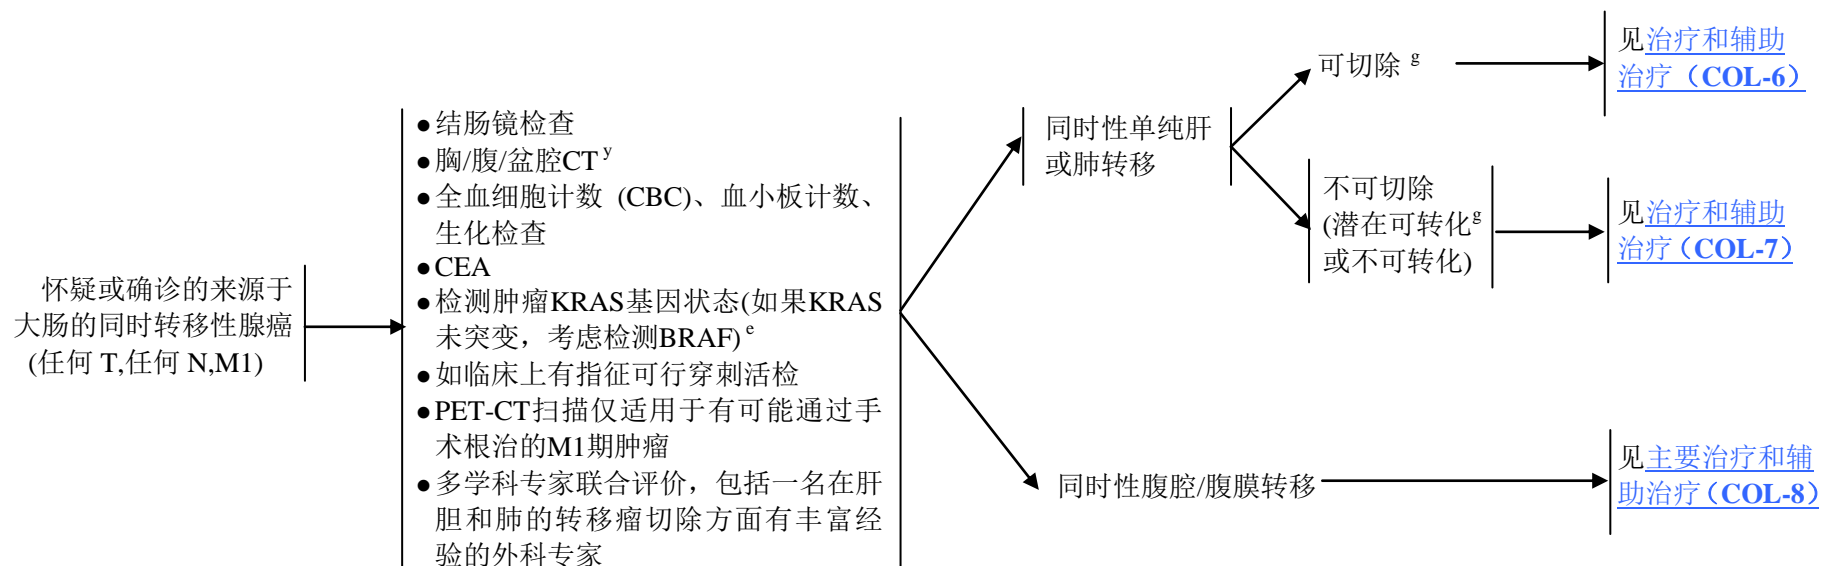 怀疑或确诊的来源于
大肠的同时转移性腺癌
(任何 T,任何 N,M1)
●结肠镜检查
●胸/腹/盆腔CT y
●全血细胞计数 (CBC)、血小板计数、
生化检查
●CEA
●检测肿瘤KRAS基因状态(如果KRAS
未突变，考虑检测BRAF) e
●如临床上有指征可行穿刺活检
●PET-CT扫描仅适用于有可能通过手
术根治的M1期肿瘤
●多学科专家联合评价，包括一名在肝
胆和肺的转移瘤切除方面有丰富经
验的外科专家
同时性单纯肝
或肺转移
可切除 g
见治疗和辅助
治疗（COL-6）
不可切除
(潜在可转化g
或不可转化)
见治疗和辅助
治疗（COL-7）
同时性腹腔/腹膜转移
见主要治疗和辅
助治疗（COL-8）